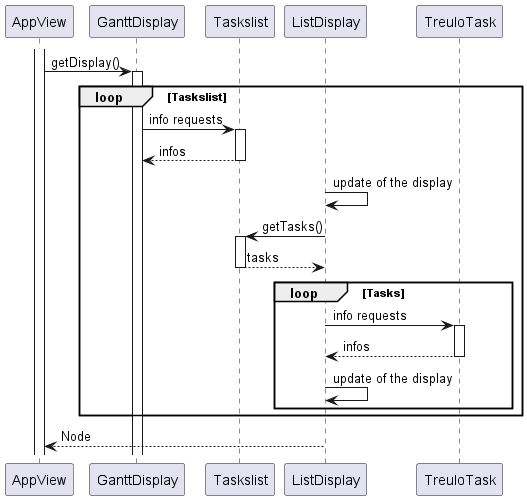 AppView GanttDisplay Taskslist ListDisplay TreuloTask
getDisplay()
loop [Taskslist]
info requests
infos
update of the display
getTasks()
tasks
loop [Tasks]
info requests
infos
update of the display
Node
AppView GanttDisplay Taskslist ListDisplay TreuloTask